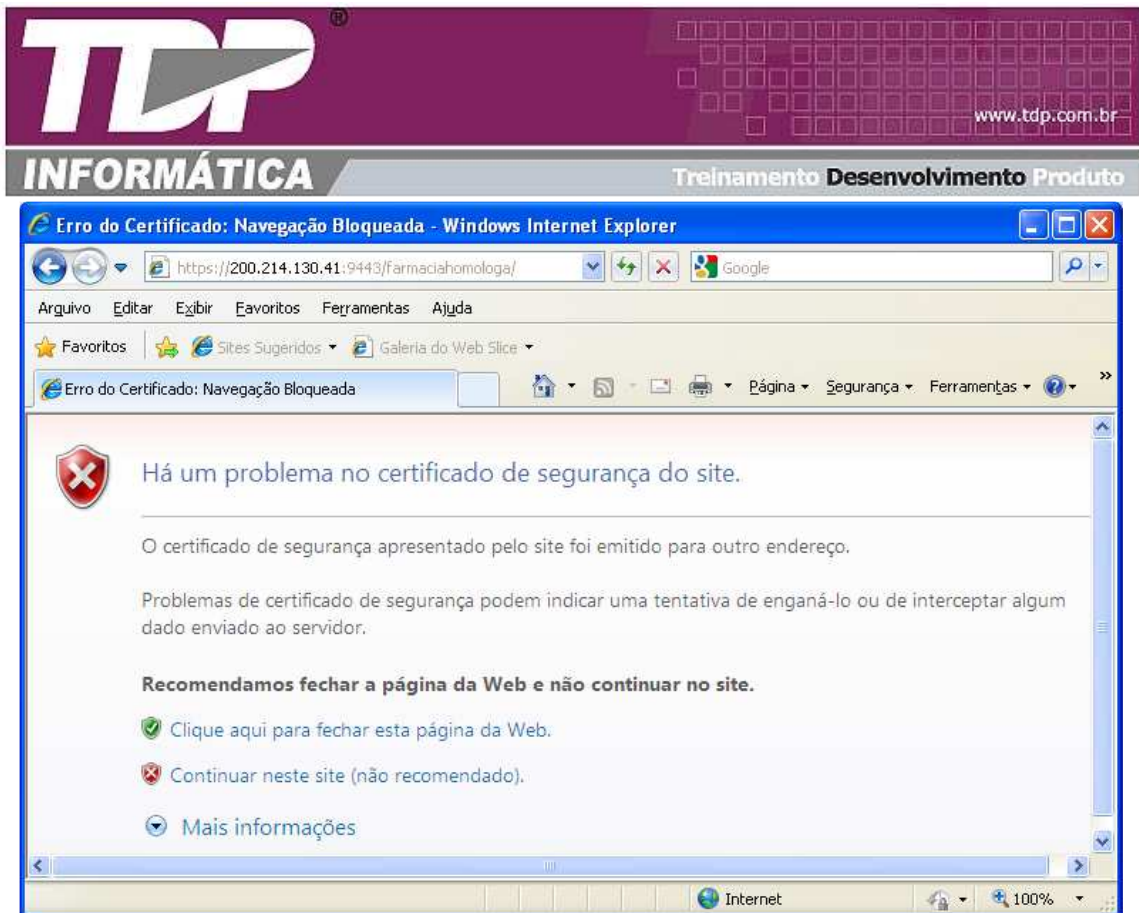 TDP®
www.tdp.com.br
INFORMÁTICA
Treinamento Desenvolvimento Produto
Erro do Certificado: Navegação Bloqueada - Windows Internet Explorer
https://200.214.130.41:9443/farmaciahomologa/
Google
Arquivo Editar Exibir Favoritos Ferramentas Ajuda
Favoritos Sites Sugeridos Galeria do Web Slice
Erro do Certificado: Navegação Bloqueada
Página Segurança Ferramentas »
Há um problema no certificado de segurança do site.
O certificado de segurança apresentado pelo site foi emitido para outro endereço.
Problemas de certificado de segurança podem indicar uma tentativa de enganá-lo ou de interceptar algum
dado enviado ao servidor.
Recomendamos fechar a página da Web e não continuar no site.
Clique aqui para fechar esta página da Web.
Continuar neste site (não recomendado).
Mais informações
Internet 100%